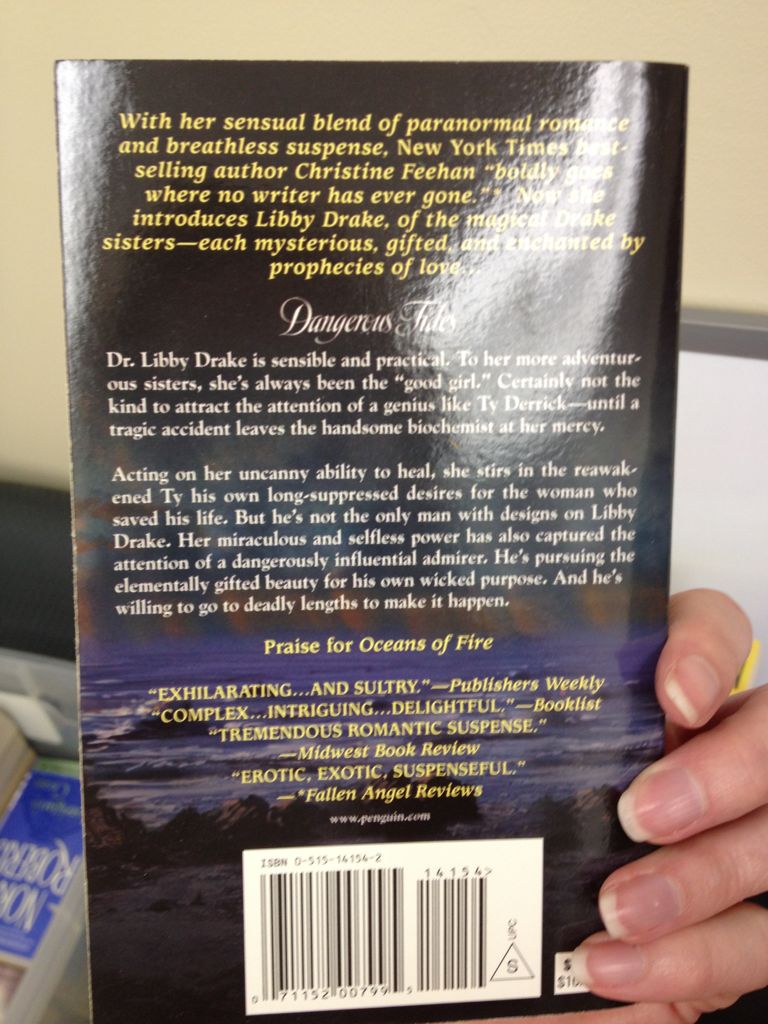 With her sensual blend of paranormal romance
and breathless suspense, New York Times best-
selling author Christine Feehan "boldly goes
where no writer has ever gone."* Now she
introduces Libby Drake, of the magical Drake
sisters—each mysterious, gifted, and enchanted by
prophecies of love...
Dangerous Tides
Dr. Libby Drake is sensible and practical. To her more adventur-
ous sisters, she's always been the "good girl." Certainly not the
kind to attract the attention of a genius like Ty Derrick—until a
tragic accident leaves the handsome biochemist at her mercy.
Acting on her uncanny ability to heal, she stirs in the reawak-
ened Ty his own long-suppressed desires for the woman who
saved his life. But he's not the only man with designs on Libby
Drake. Her miraculous and selfless power has also captured the
attention of a dangerously influential admirer. He's pursuing the
elementally gifted beauty for his own wicked purpose. And he's
willing to go to deadly lengths to make it happen.
Praise for Oceans of Fire
"EXHILARATING...AND SULTRY."—Publishers Weekly
"COMPLEX...INTRIGUING...DELIGHTFUL."—Booklist
"TREMENDOUS ROMANTIC SUSPENSE."
—Midwest Book Review
"EROTIC, EXOTIC, SUSPENSEFUL."
—*Fallen Angel Reviews
www.penguin.com
ISBN 0-515-14154-2
14154>
UPC
S
0 71152 00799 5
$
$10
NOR
ROBER